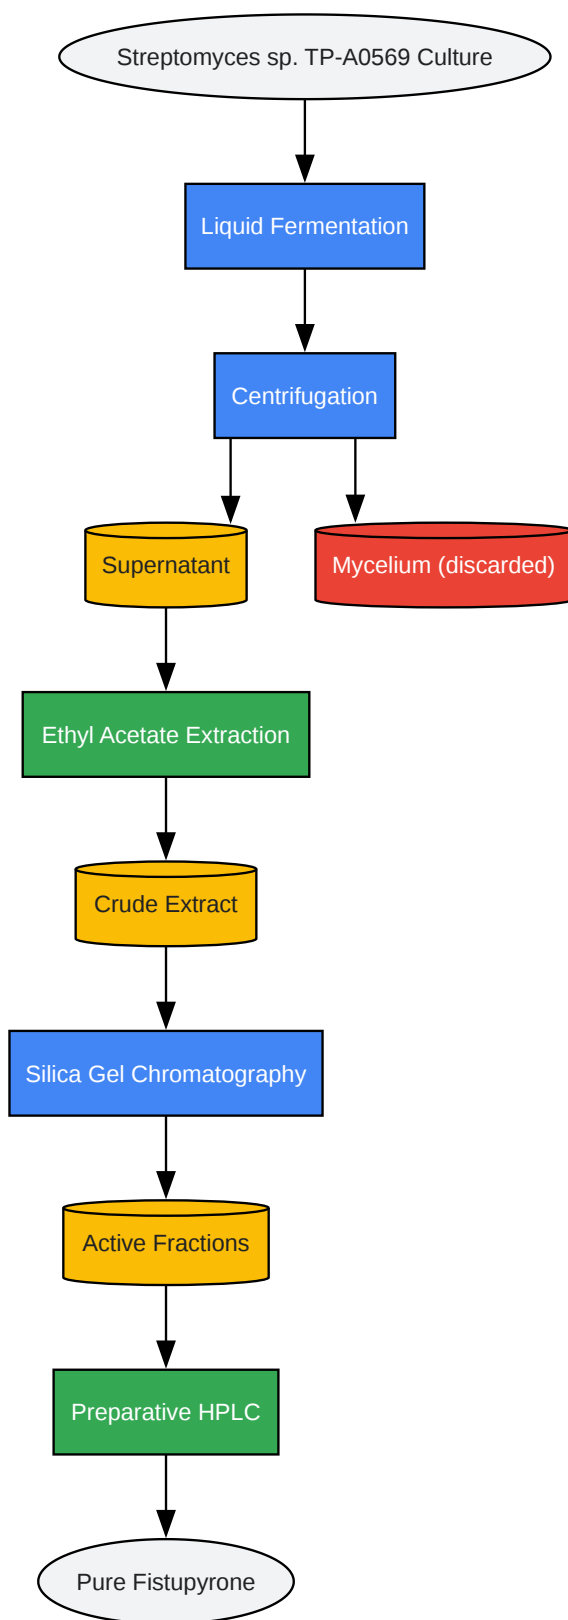 Streptomyces sp. TP-A0569 Culture
Liquid Fermentation
Centrifugation
Supernatant
Mycelium (discarded)
Ethyl Acetate Extraction
Crude Extract
Silica Gel Chromatography
Active Fractions
Preparative HPLC
Pure Fistupyrone